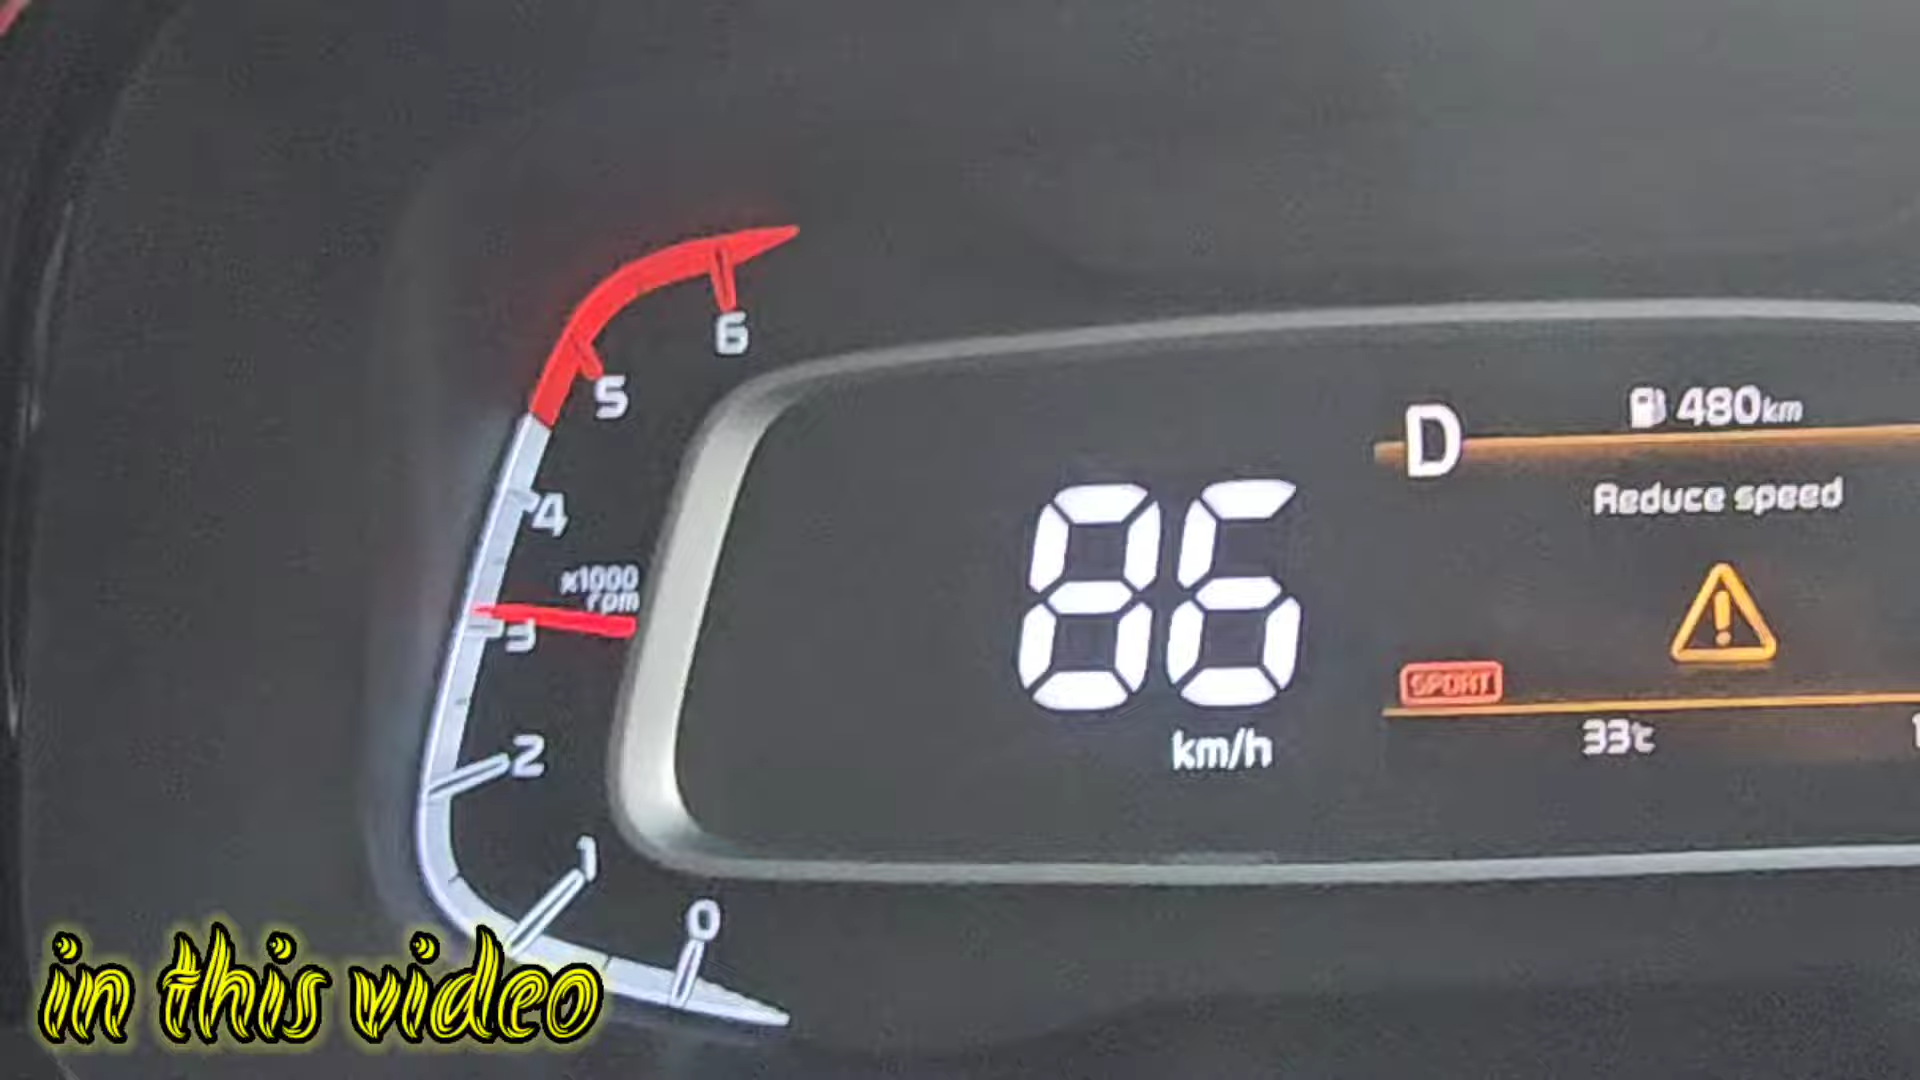 6
5
4
x1000
rpm
3
2
1
0
86
km/h
D
480km
Reduce speed
SPORT
33℃
in this video